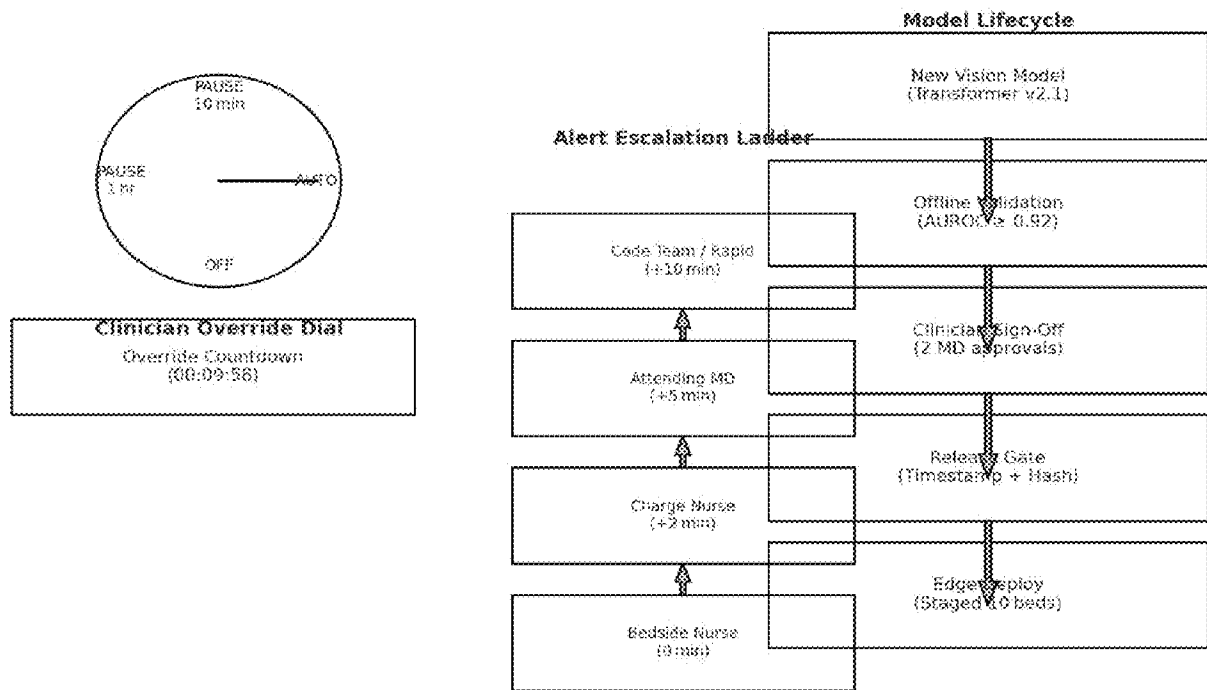 PAUSE
10 min
PAUSE
1 hr
AUTO
OFF
Clinician Override Dial
Override Countdown
(00:09:58)
Alert Escalation Ladder
Code Team / Rapid
(+10 min)
Attending MD
(+5 min)
Charge Nurse
(+2 min)
Bedside Nurse
(0 min)
Model Lifecycle
New Vision Model
(Transformer v2.1)
Offline Validation
(AUROC ≥ 0.92)
Clinician Sign-Off
(2 MD approvals)
Release Gate
(Timestamp + Hash)
Edge Deploy
(Staged 10 beds)